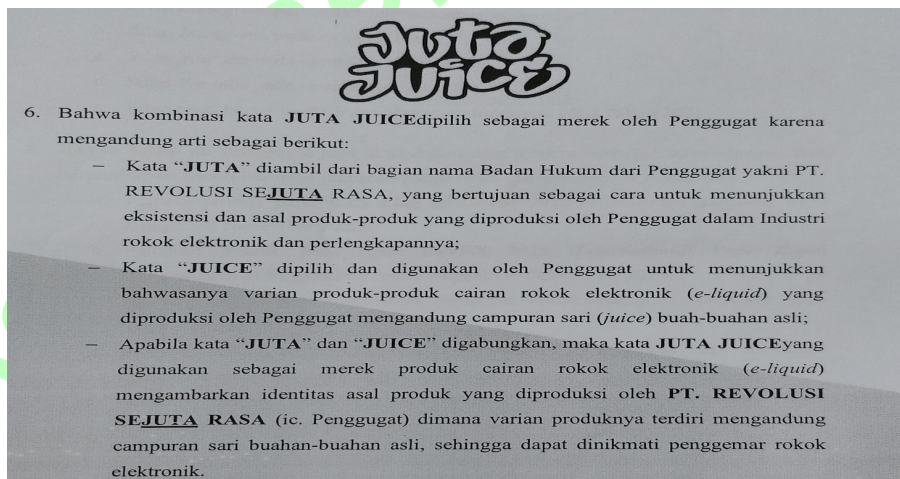 Juta
Juice
6. Bahwa kombinasi kata JUTA JUICEdipilih sebagai merek oleh Penggugat karena
mengandung arti sebagai berikut:
– Kata “JUTA” diambil dari bagian nama Badan Hukum dari Penggugat yakni PT.
REVOLUSI SEJUTA RASA, yang bertujuan sebagai cara untuk menunjukkan
eksistensi dan asal produk-produk yang diproduksi oleh Penggugat dalam Industri
rokok elektronik dan perlengkapannya;
– Kata “JUICE” dipilih dan digunakan oleh Penggugat untuk menunjukkan
bahwasanya varian produk-produk cairan rokok elektronik (e-liquid) yang
diproduksi oleh Penggugat mengandung campuran sari (juice) buah-buahan asli;
– Apabila kata “JUTA” dan “JUICE” digabungkan, maka kata JUTA JUICEyang
digunakan sebagai merek produk cairan rokok elektronik (e-liquid)
mengambarkan identitas asal produk yang diproduksi oleh PT. REVOLUSI
SEJUTA RASA (ic. Penggugat) dimana varian produknya terdiri mengandung
campuran sari buahan-buahan asli, sehingga dapat dinikmati penggemar rokok
elektronik.